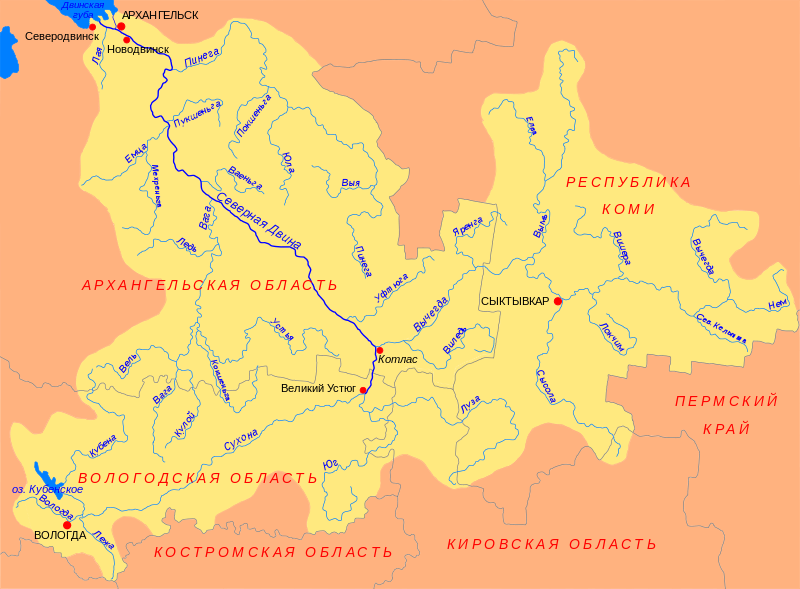 Двинская
губа
АРХАНГЕЛЬСК
Северодвинск
Новодвинск
Лая
Пинега
Пукшеньга
Покшеньга
Елва
Емца
Юла
Мехреньга
Ваеньга
Выя
РЕСПУБЛИКА
КОМИ
Вага
Северная Двина
Яренга
Вымь
Ледь
Вишера
Вычегда
Пинега
АРХАНГЕЛЬСКАЯ ОБЛАСТЬ
Уфтюга
СЫКТЫВКАР
Нем
Вычегда
Сев. Кельтма
Устья
Виледь
Локчим
Котлас
Вель
Кокшеньга
Великий Устюг
Сысола
Вага
Луза
ПЕРМСКИЙ
КРАЙ
Кулой
Кубена
Сухона
Юг
ВОЛОГОДСКАЯ ОБЛАСТЬ
оз. Кубенское
Вологда
ВОЛОГДА
Лежа
КОСТРОМСКАЯ ОБЛАСТЬ
КИРОВСКАЯ ОБЛАСТЬ